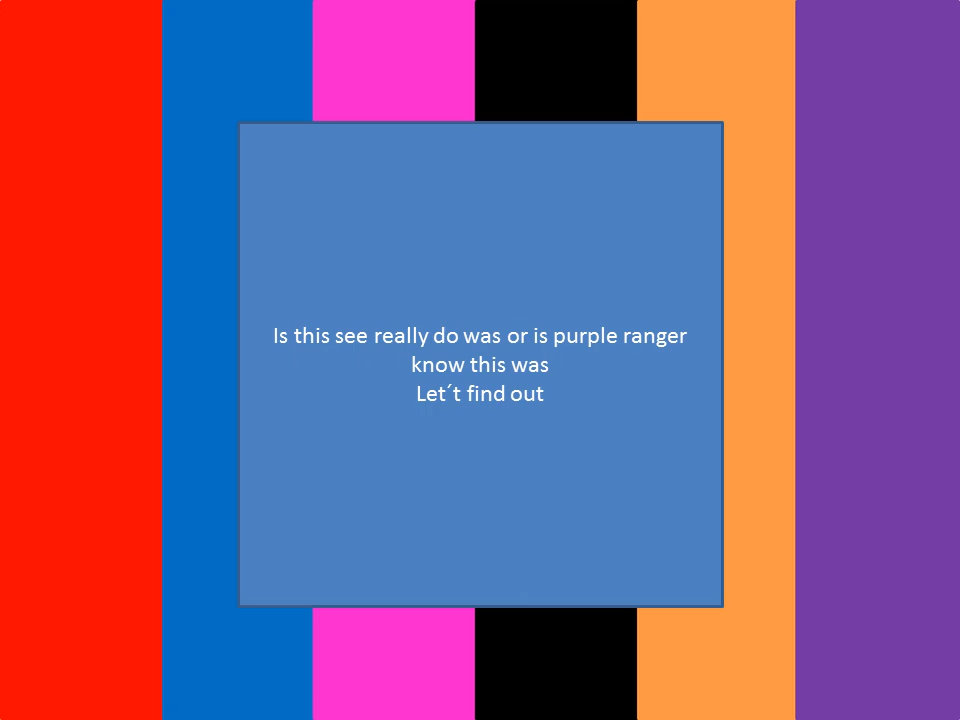 Is this see really do was or is purple ranger
know this was
Let´t find out